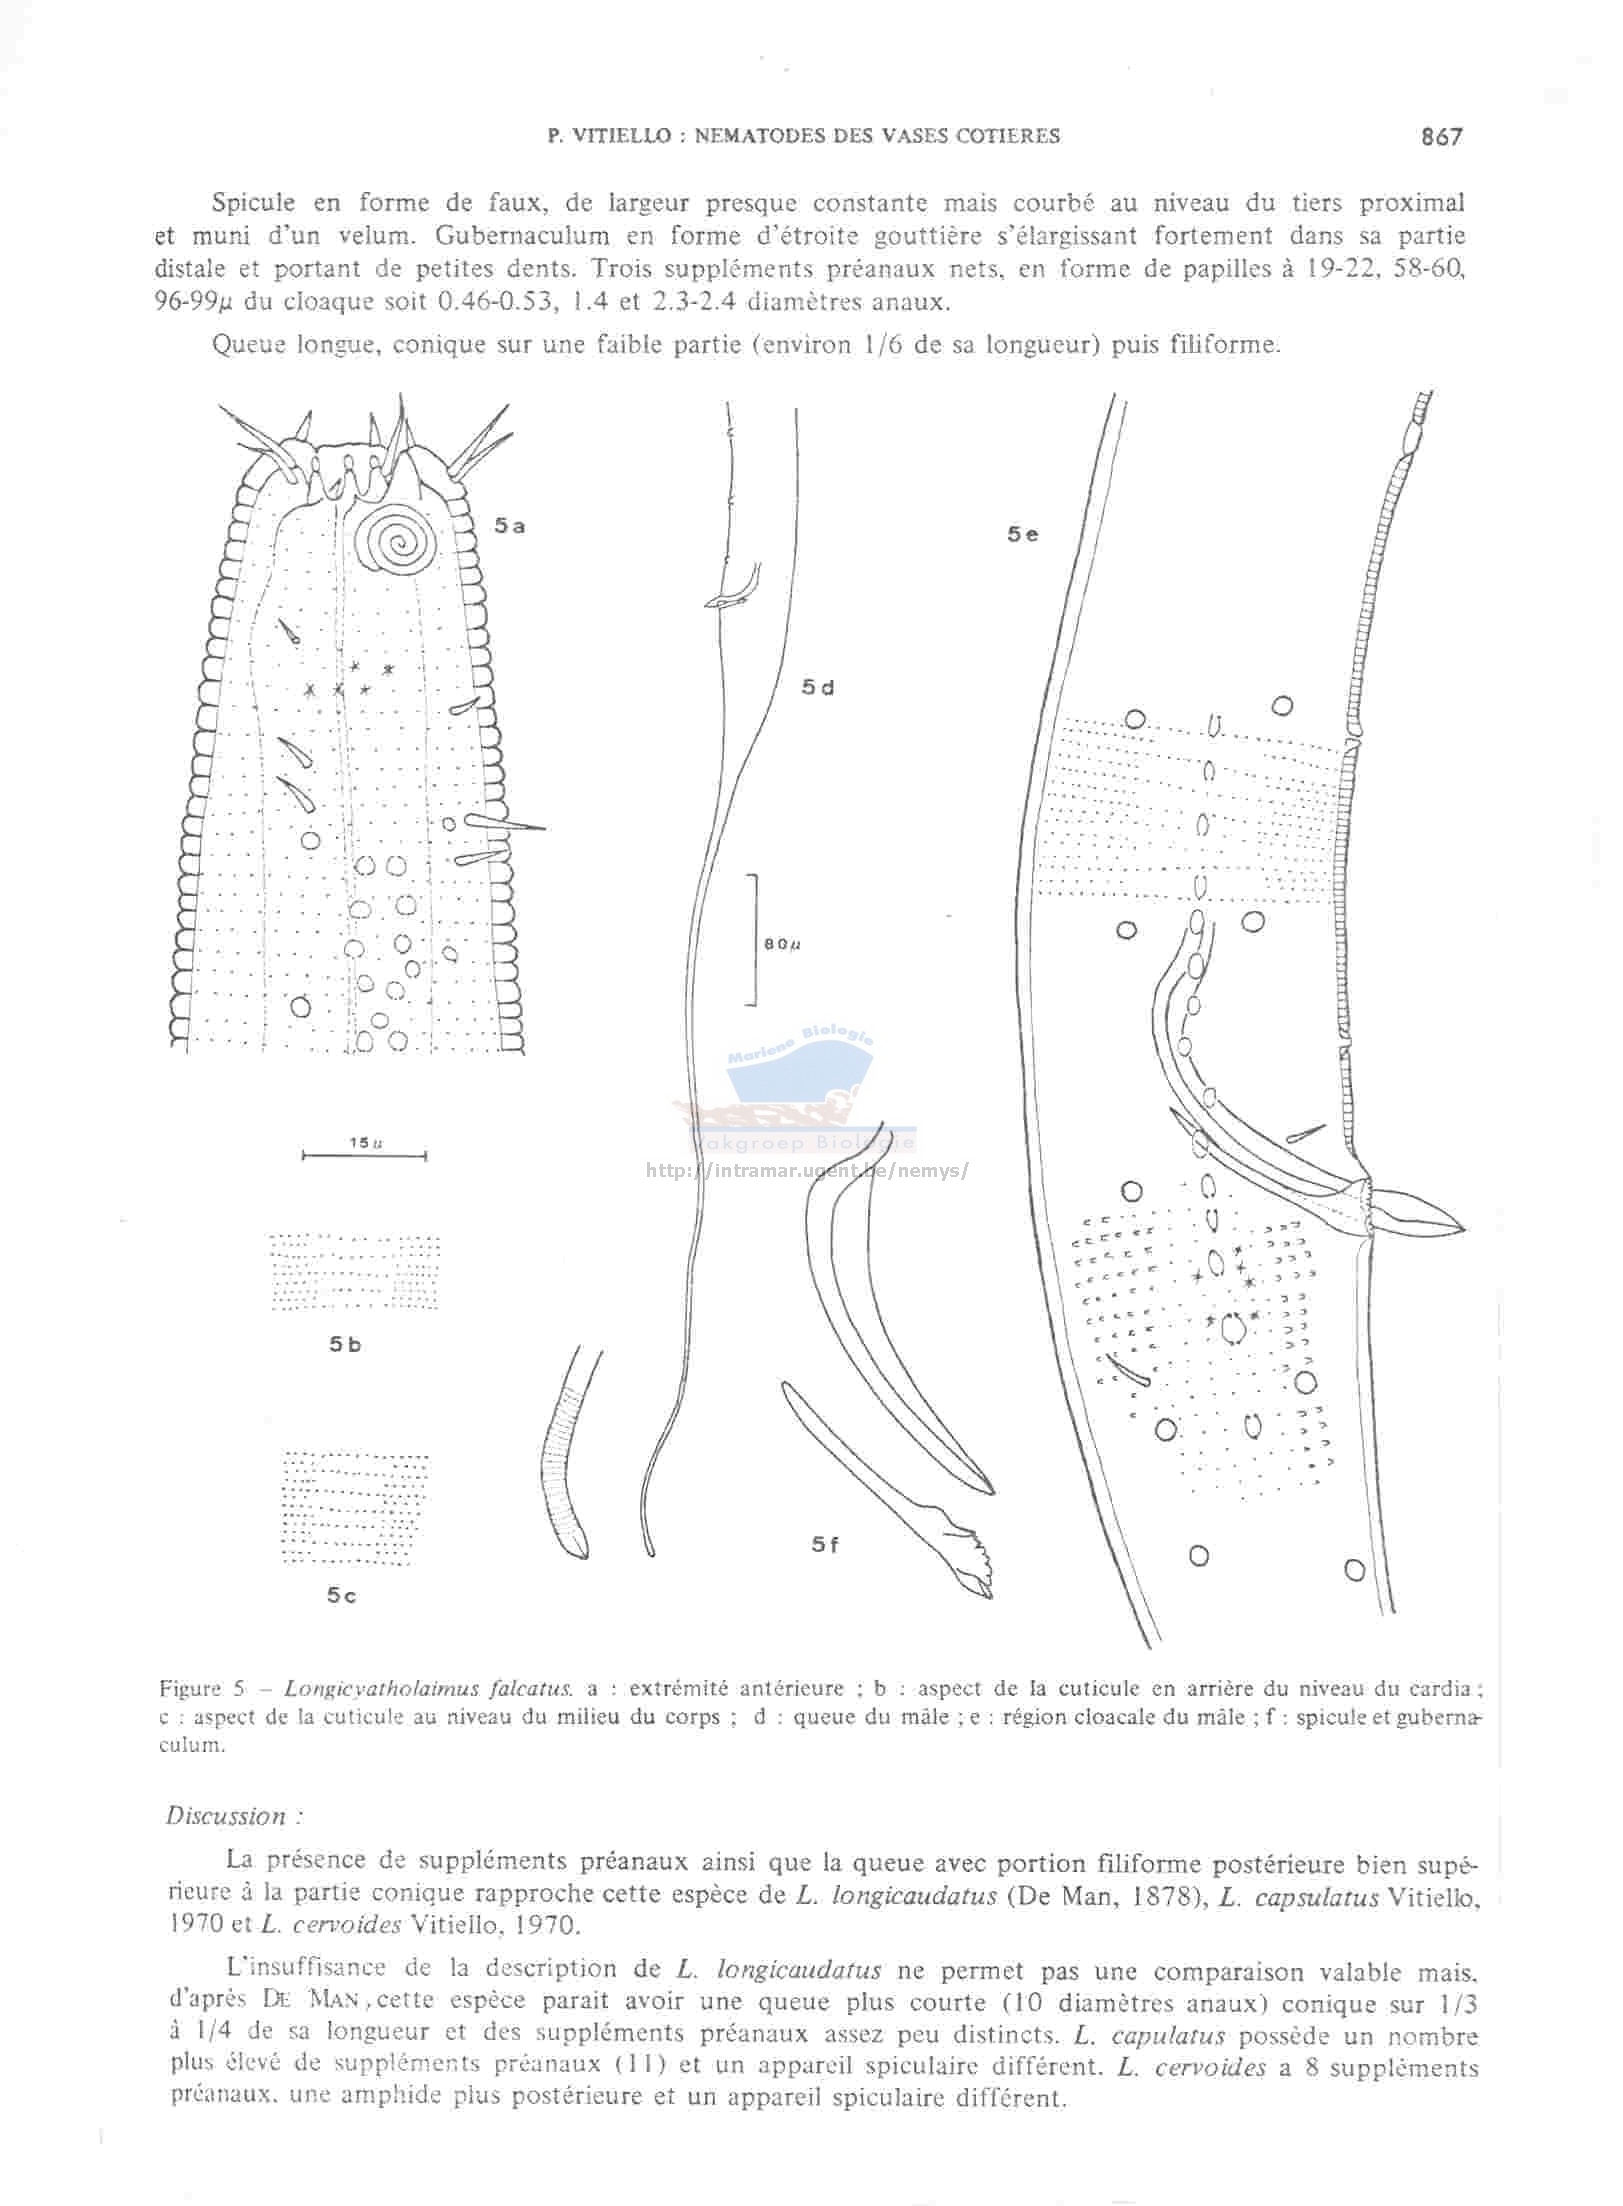 P. VITIELLO : NEMATODES DES VASES COTIERES
867
Spicule en forme de faux, de largeur presque constante mais courbé au niveau du tiers proximal
et muni d'un velum. Gubernaculum en forme d'étroite gouttière s'élargissant fortement dans sa partie
distale et portant de petites dents. Trois suppléments préanaux nets, en forme de papilles à 19-22, 58-60,
96-99µ du cloaque soit 0.46-0.53, 1.4 et 2.3-2.4 diamètres anaux.
Queue longue, conique sur une faible partie (environ 1/6 de sa longueur) puis filiforme.
5a
5e
5d
80µ
Mariene Biologie
15µ
Vakgroep Biologie
http://intramar.ugent.be/nemys/
5b
5f
5c
Figure 5 – Longicyatholaimus falcatus. a : extrémité antérieure ; b : aspect de la cuticule en arrière du niveau du cardia ;
c : aspect de la cuticule au niveau du milieu du corps ; d : queue du mâle ; e : région cloacale du mâle ; f : spicule et guberna-
culum.
Discussion :
La présence de suppléments préanaux ainsi que la queue avec portion filiforme postérieure bien supé-
rieure à la partie conique rapproche cette espèce de L. longicaudatus (De Man, 1878), L. capsulatus Vitiello,
1970 et L. cervoides Vitiello, 1970.
L'insuffisance de la description de L. longicaudatus ne permet pas une comparaison valable mais,
d'après DE MAN, cette espèce parait avoir une queue plus courte (10 diamètres anaux) conique sur 1/3
à 1/4 de sa longueur et des suppléments préanaux assez peu distincts. L. capulatus possède un nombre
plus élevé de suppléments préanaux (11) et un appareil spiculaire différent. L. cervoides a 8 suppléments
préanaux, une amphide plus postérieure et un appareil spiculaire différent.